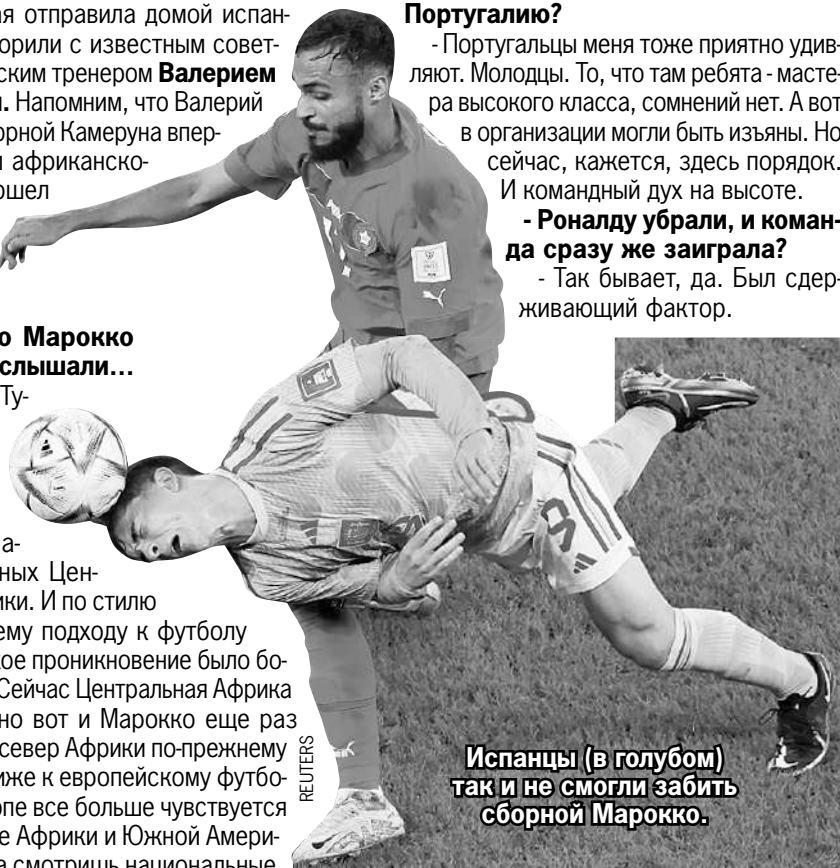 ая отправила домой испан-
орили с известным совет-
ским тренером Валерием
Напомним, что Валерий
орной Камеруна впер-
африканско-
ошел
о Марокко
слышали…
Ту-
а-
ных Цен-
ики. И по стилю
ему подходу к футболу
кое проникновение было бо-
Сейчас Центральная Африка
но вот и Марокко еще раз
север Африки по-прежнему
иже к европейскому футбо-
опе все больше чувствуется
е Африки и Южной Амери-
а смотришь национальные
Португалию?
- Португальцы меня тоже приятно удив-
ляют. Молодцы. То, что там ребята - масте-
ра высокого класса, сомнений нет. А вот
в организации могли быть изъяны. Но
сейчас, кажется, здесь порядок.
И командный дух на высоте.
- Роналду убрали, и коман-
да сразу же заиграла?
- Так бывает, да. Был сдер-
живающий фактор.
REUTERS
Испанцы (в голубом)
так и не смогли забить
сборной Марокко.